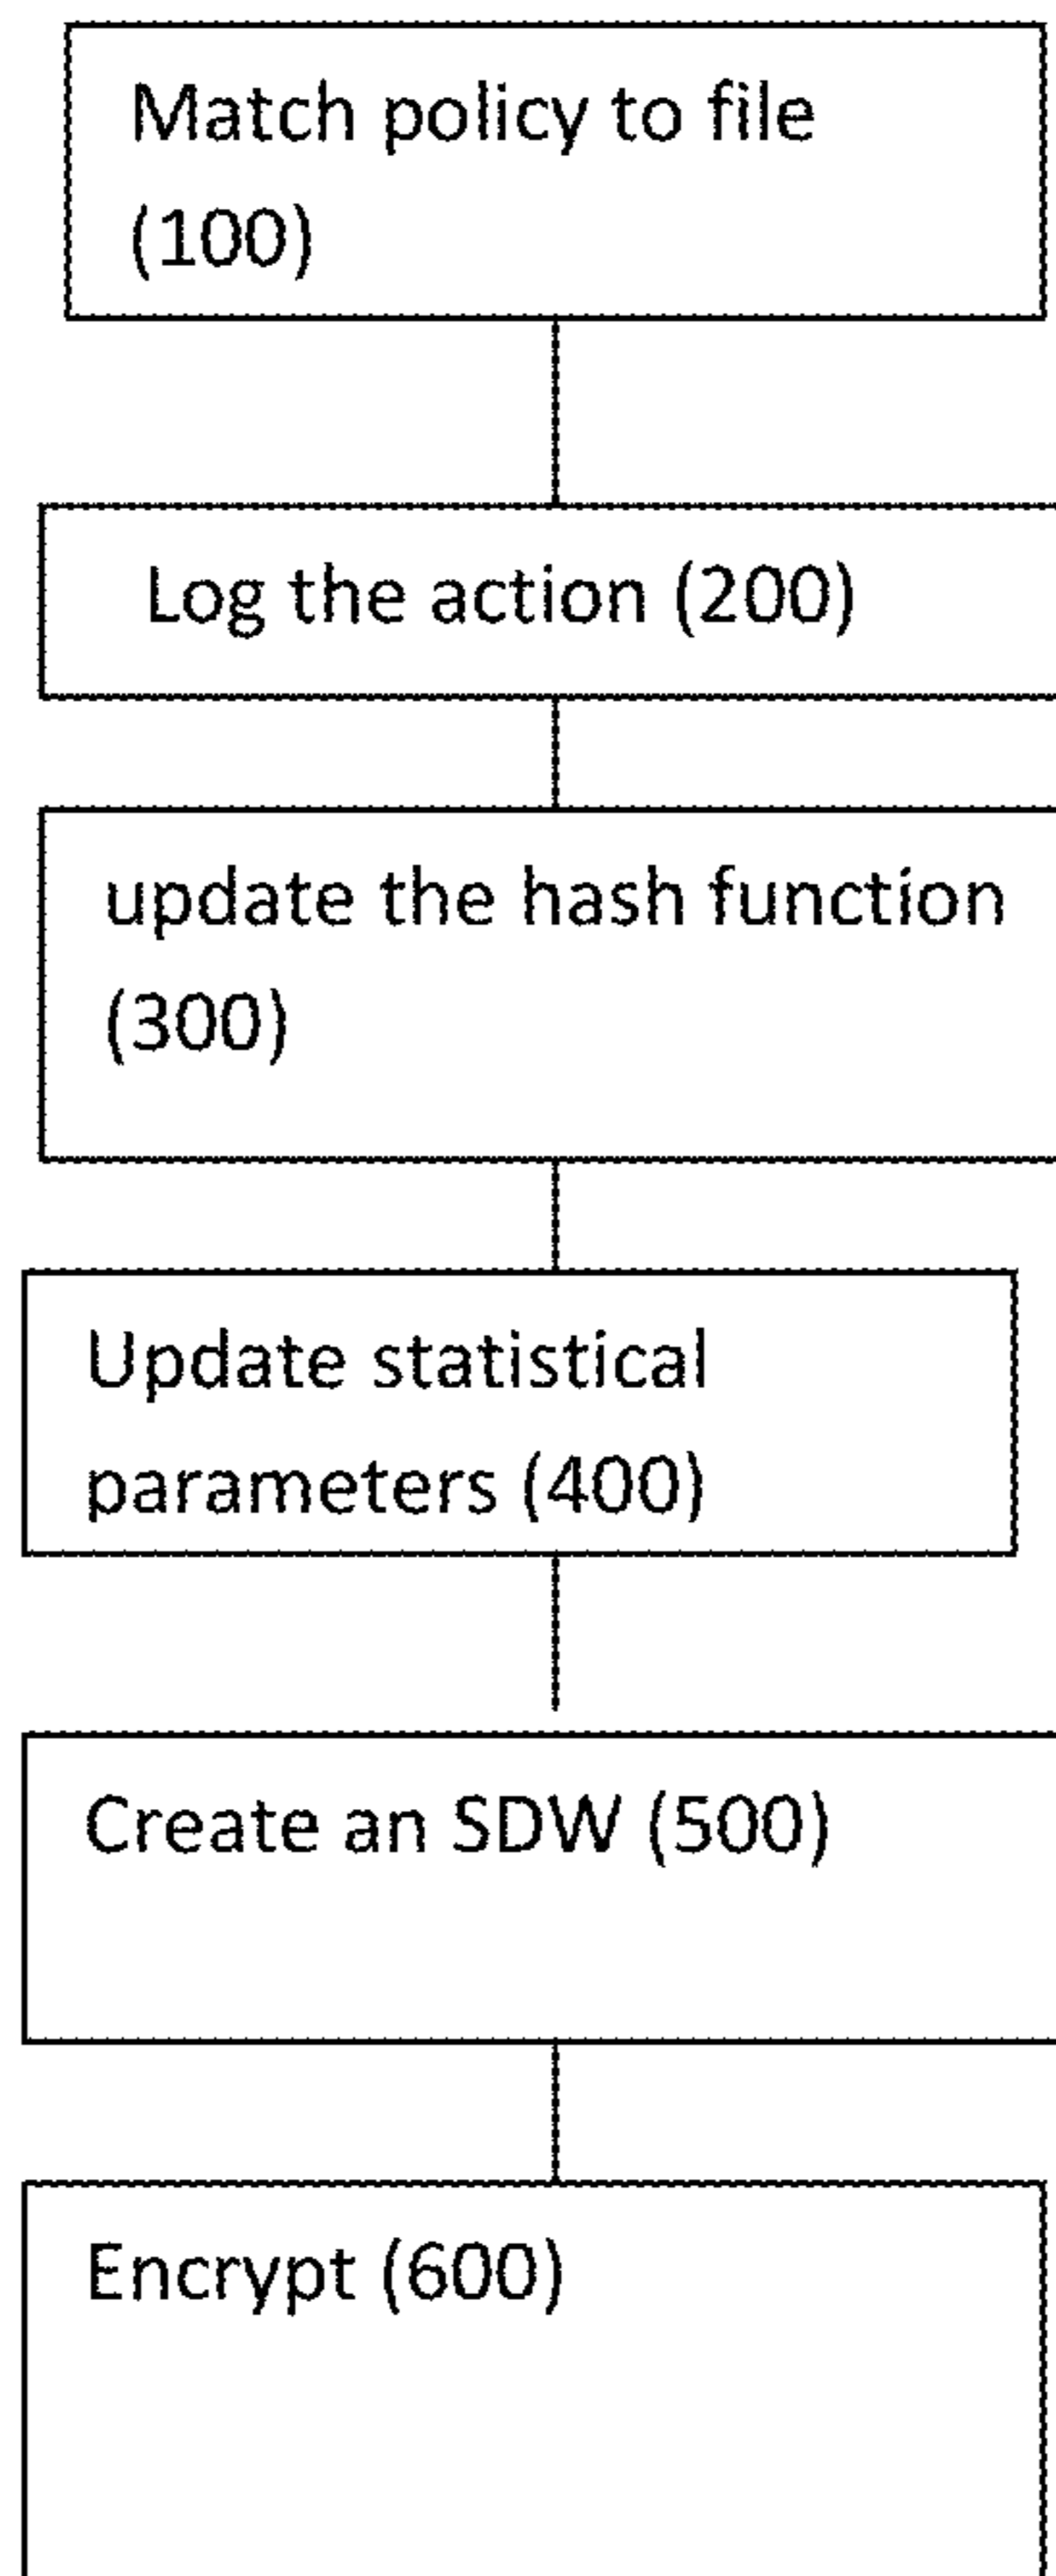 Match policy to file
(100)
Log the action (200)
update the hash function
(300)
Update statistical
parameters (400)
Create an SDW (500)
Encrypt (600)